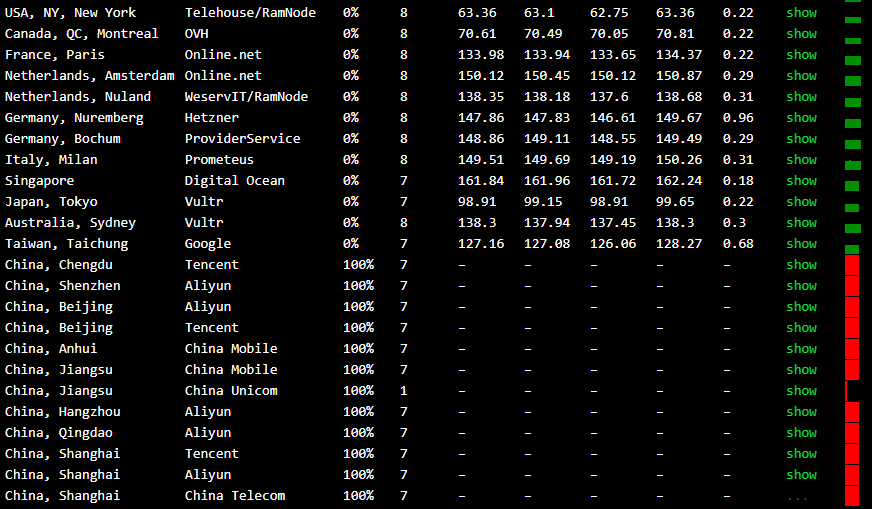 USA, NY, New York Telehouse/RamNode 0% 8 63.36 63.1 62.75 63.36 0.22 show
Canada, QC, Montreal OVH 0% 8 70.61 70.49 70.05 70.81 0.22 show
France, Paris Online.net 0% 8 133.98 133.94 133.65 134.37 0.22 show
Netherlands, Amsterdam Online.net 0% 8 150.12 150.45 150.12 150.87 0.29 show
Netherlands, Nuland WeservIT/RamNode 0% 8 138.35 138.18 137.6 138.68 0.31 show
Germany, Nuremberg Hetzner 0% 8 147.86 147.83 146.61 149.67 0.96 show
Germany, Bochum ProviderService 0% 8 148.86 149.11 148.55 149.49 0.29 show
Italy, Milan Prometeus 0% 8 149.51 149.69 149.19 150.26 0.31 show
Singapore Digital Ocean 0% 7 161.84 161.96 161.72 162.24 0.18 show
Japan, Tokyo Vultr 0% 7 98.91 99.15 98.91 99.65 0.22 show
Australia, Sydney Vultr 0% 8 138.3 137.94 137.45 138.3 0.3 show
Taiwan, Taichung Google 0% 7 127.16 127.08 126.06 128.27 0.68 show
China, Chengdu Tencent 100% 7 – – – – – show
China, Shenzhen Aliyun 100% 7 – – – – – show
China, Beijing Aliyun 100% 7 – – – – – show
China, Beijing Tencent 100% 7 – – – – – show
China, Anhui China Mobile 100% 7 – – – – – show
China, Jiangsu China Mobile 100% 7 – – – – – show
China, Jiangsu China Unicom 100% 1 – – – – – show
China, Hangzhou Aliyun 100% 7 – – – – – show
China, Qingdao Aliyun 100% 7 – – – – – show
China, Shanghai Tencent 100% 7 – – – – – show
China, Shanghai Aliyun 100% 7 – – – – – show
China, Shanghai China Telecom 100% 7 – – – – – ...